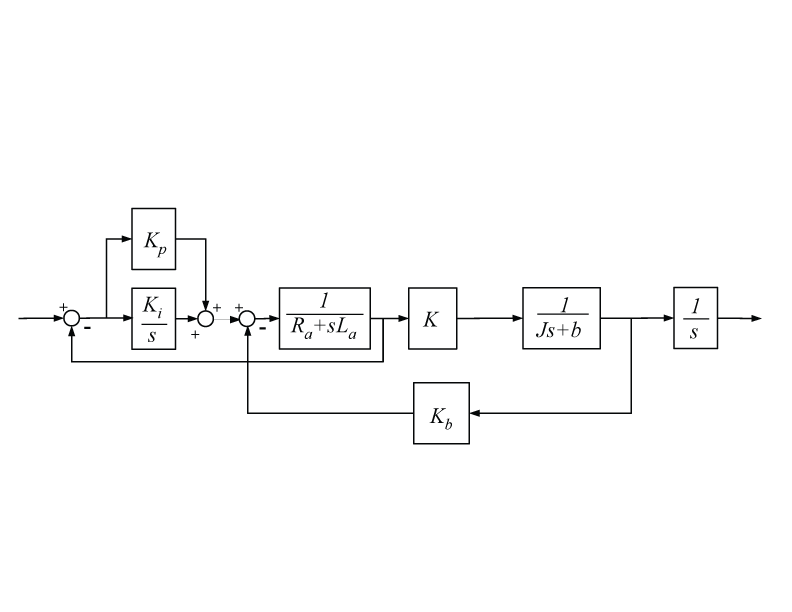 K_p
+
-
K_i
s
+
+
+
-
1
R_a+sL_a
K
1
Js+b
1
s
K_b